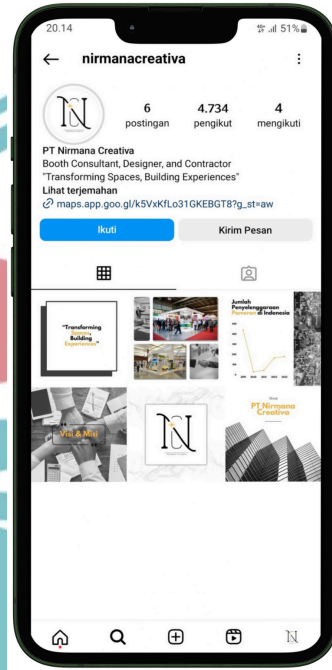 20.14
51%
nirmanacreativa
6
postingan
4.734
pengikut
4
mengikuti
PT Nirmana Creativa
Booth Consultant, Designer, and Contractor
"Transforming Spaces, Building Experiences"
Lihat terjemahan
maps.app.goo.gl/k5VxKfLo31GKEBGT8?g_st=aw
Ikuti
Kirim Pesan
"Transforming
Spaces,
Building
Experiences"
Jumlah
Penyelenggaraan
Pameran di Indonesia
Visi & Misi
N
PT Nirmana
Creativa